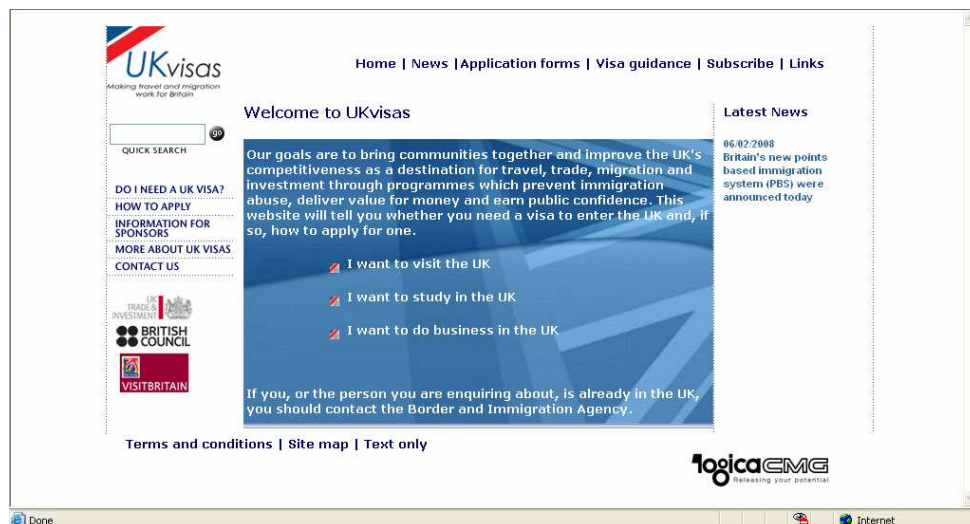 UKvisas
Making travel and migration
work for Britain
Home | News |Application forms | Visa guidance | Subscribe | Links
Welcome to UKvisas
Latest News
go
QUICK SEARCH
DO I NEED A UK VISA?
HOW TO APPLY
INFORMATION FOR
SPONSORS
MORE ABOUT UK VISAS
CONTACT US
UK
TRADE &
INVESTMENT
BRITISH
COUNCIL
VISITBRITAIN
Our goals are to bring communities together and improve the UK's
competitiveness as a destination for travel, trade, migration and
investment through programmes which prevent immigration
abuse, deliver value for money and earn public confidence. This
website will tell you whether you need a visa to enter the UK and, if
so, how to apply for one.
I want to visit the UK
I want to study in the UK
I want to do business in the UK
If you, or the person you are enquiring about, is already in the UK,
you should contact the Border and Immigration Agency.
06/02/2008
Britain's new points
based immigration
system (PBS) were
announced today
Terms and conditions | Site map | Text only
logicaCMG
Releasing your potential
Done
Internet